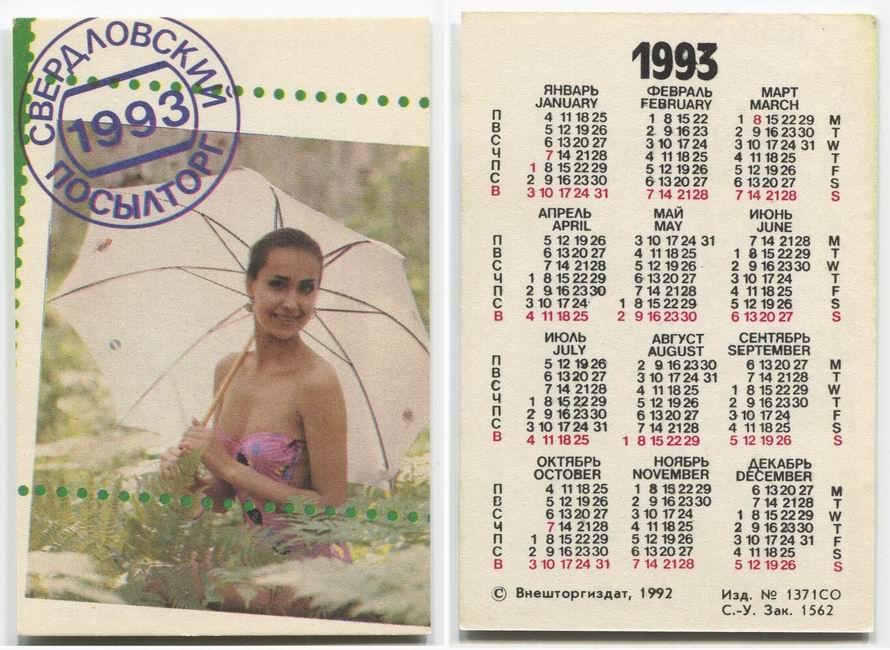 СВЕРДЛОВСКИЙ
1993
ПОСЫЛТОРГ
1993
ЯНВАРЬ ФЕВРАЛЬ МАРТ
JANUARY FEBRUARY MARCH
П 4 11 18 25 1 8 15 22 1 8 15 22 29 M
В 5 12 19 26 2 9 16 23 2 9 16 23 30 T
С 6 13 20 27 3 10 17 24 3 10 17 24 31 W
Ч 7 14 21 28 4 11 18 25 4 11 18 25 T
П 1 8 15 22 29 5 12 19 26 5 12 19 26 F
С 2 9 16 23 30 6 13 20 27 6 13 20 27 S
В 3 10 17 24 31 7 14 21 28 7 14 21 28 S
АПРЕЛЬ МАЙ ИЮНЬ
APRIL MAY JUNE
П 5 12 19 26 3 10 17 24 31 7 14 21 28 M
В 6 13 20 27 4 11 18 25 1 8 15 22 29 T
С 7 14 21 28 5 12 19 26 2 9 16 23 30 W
Ч 1 8 15 22 29 6 13 20 27 3 10 17 24 T
П 2 9 16 23 30 7 14 21 28 4 11 18 25 F
С 3 10 17 24 1 8 15 22 29 5 12 19 26 S
В 4 11 18 25 2 9 16 23 30 6 13 20 27 S
ИЮЛЬ АВГУСТ СЕНТЯБРЬ
JULY AUGUST SEPTEMBER
П 5 12 19 26 2 9 16 23 30 6 13 20 27 M
В 6 13 20 27 3 10 17 24 31 7 14 21 28 T
С 7 14 21 28 4 11 18 25 1 8 15 22 29 W
Ч 1 8 15 22 29 5 12 19 26 2 9 16 23 30 T
П 2 9 16 23 30 6 13 20 27 3 10 17 24 F
С 3 10 17 24 31 7 14 21 28 4 11 18 25 S
В 4 11 18 25 1 8 15 22 29 5 12 19 26 S
ОКТЯБРЬ НОЯБРЬ ДЕКАБРЬ
OCTOBER NOVEMBER DECEMBER
П 4 11 18 25 1 8 15 22 29 6 13 20 27 M
В 5 12 19 26 2 9 16 23 30 7 14 21 28 T
С 6 13 20 27 3 10 17 24 1 8 15 22 29 W
Ч 7 14 21 28 4 11 18 25 2 9 16 23 30 T
П 1 8 15 22 29 5 12 19 26 3 10 17 24 31 F
С 2 9 16 23 30 6 13 20 27 4 11 18 25 S
В 3 10 17 24 31 7 14 21 28 5 12 19 26 S
© Внешторгиздат, 1992 Изд. № 1371СО
С.-У. Зак. 1562